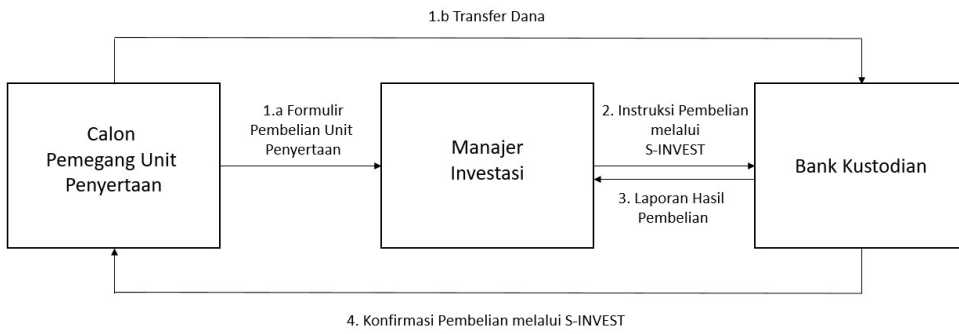 1.b Transfer Dana
Calon
Pemegang Unit
Penyertaan
1.a Formulir
Pembelian Unit
Penyertaan
Manajer
Investasi
2. Instruksi Pembelian
melalui
S-INVEST
3. Laporan Hasil
Pembelian
Bank Kustodian
4. Konfirmasi Pembelian melalui S-INVEST